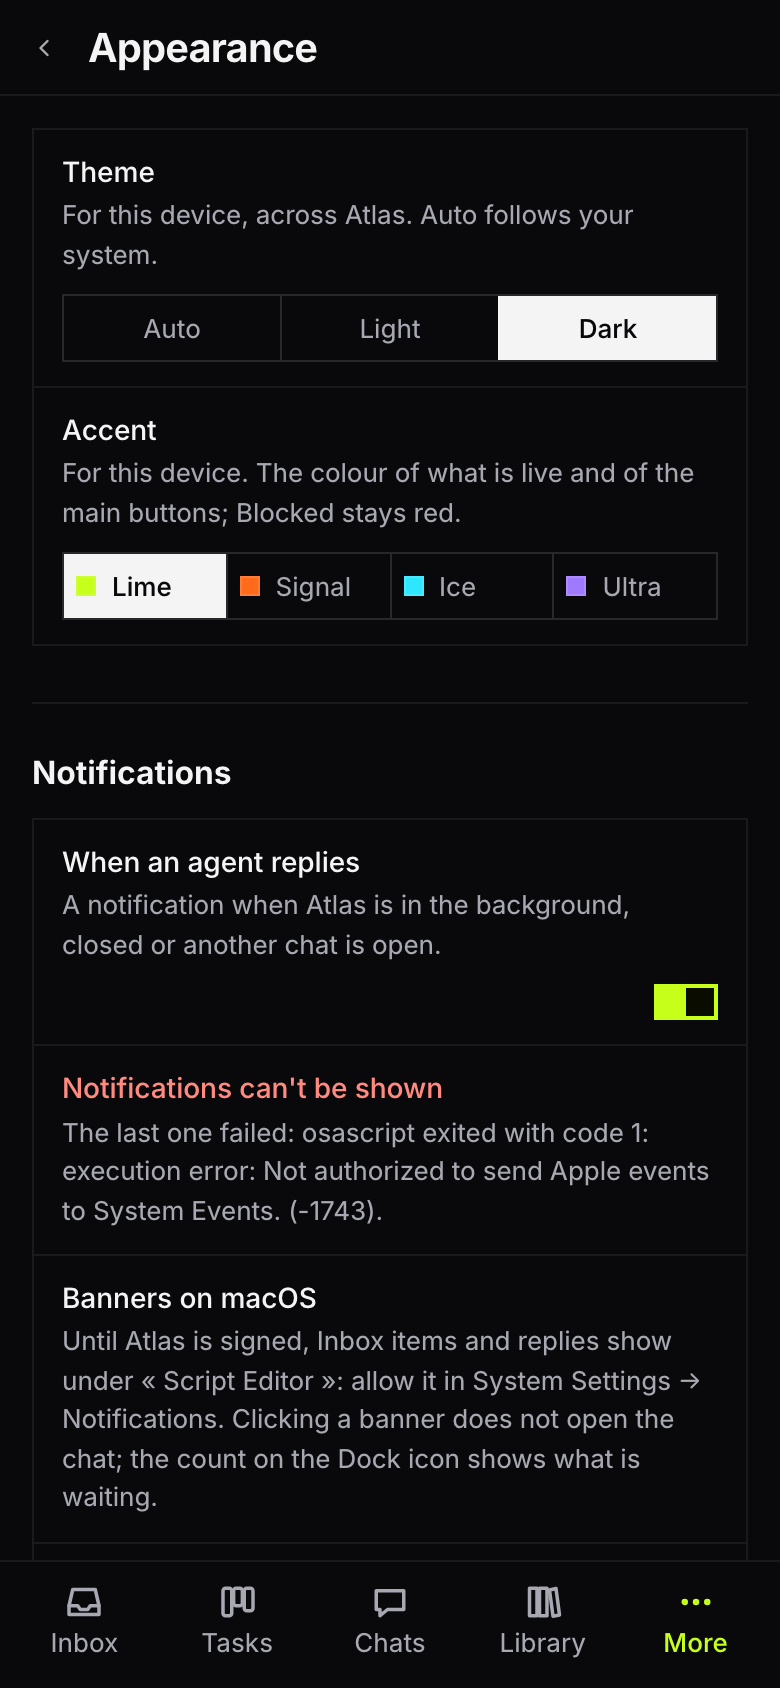 Appearance
Theme
For this device, across Atlas. Auto follows your
system.
Auto Light Dark
Accent
For this device. The colour of what is live and of the
main buttons; Blocked stays red.
Lime Signal Ice Ultra
Notifications
When an agent replies
A notification when Atlas is in the background,
closed or another chat is open.
Notifications can't be shown
The last one failed: osascript exited with code 1:
execution error: Not authorized to send Apple events
to System Events. (-1743).
Banners on macOS
Until Atlas is signed, Inbox items and replies show
under « Script Editor »: allow it in System Settings →
Notifications. Clicking a banner does not open the
chat; the count on the Dock icon shows what is
waiting.
Inbox Tasks Chats Library More